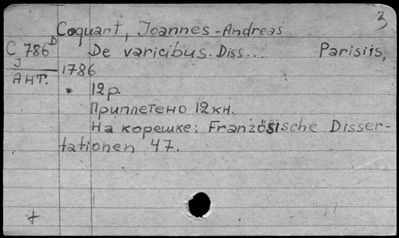 3
Coquart, Joannes-Andreas
C 786 D De varicibus. Diss... Parisiis,
J
Ант. 1786
12 p.
Приплетено 12 кн.
На корешке: Französische Disser-
tationen 47.